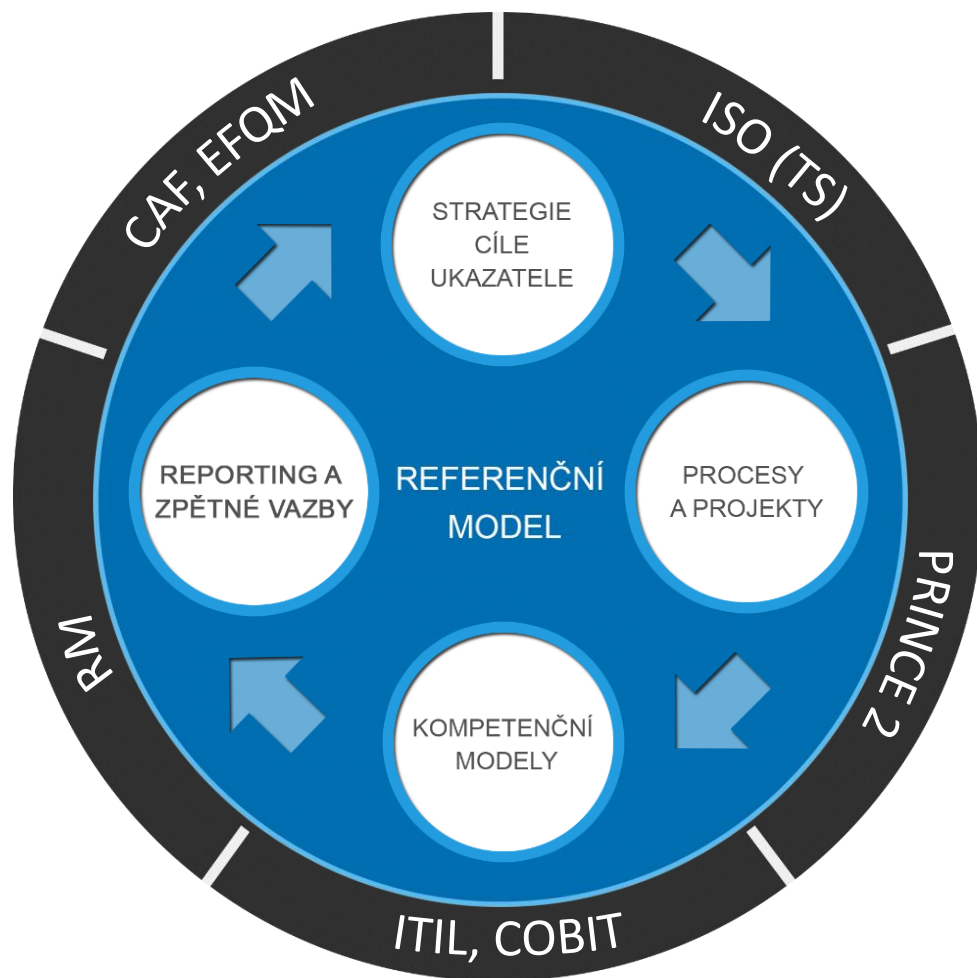 CAF, EFQM
ISO (TS)
STRATEGIE
CÍLE
UKAZATELE
REPORTING A
ZPĚTNÉ VAZBY
REFERENČNÍ
MODEL
PROCESY
A PROJEKTY
KOMPETENČNÍ
MODELY
RM
PRINCE 2
ITIL, COBIT